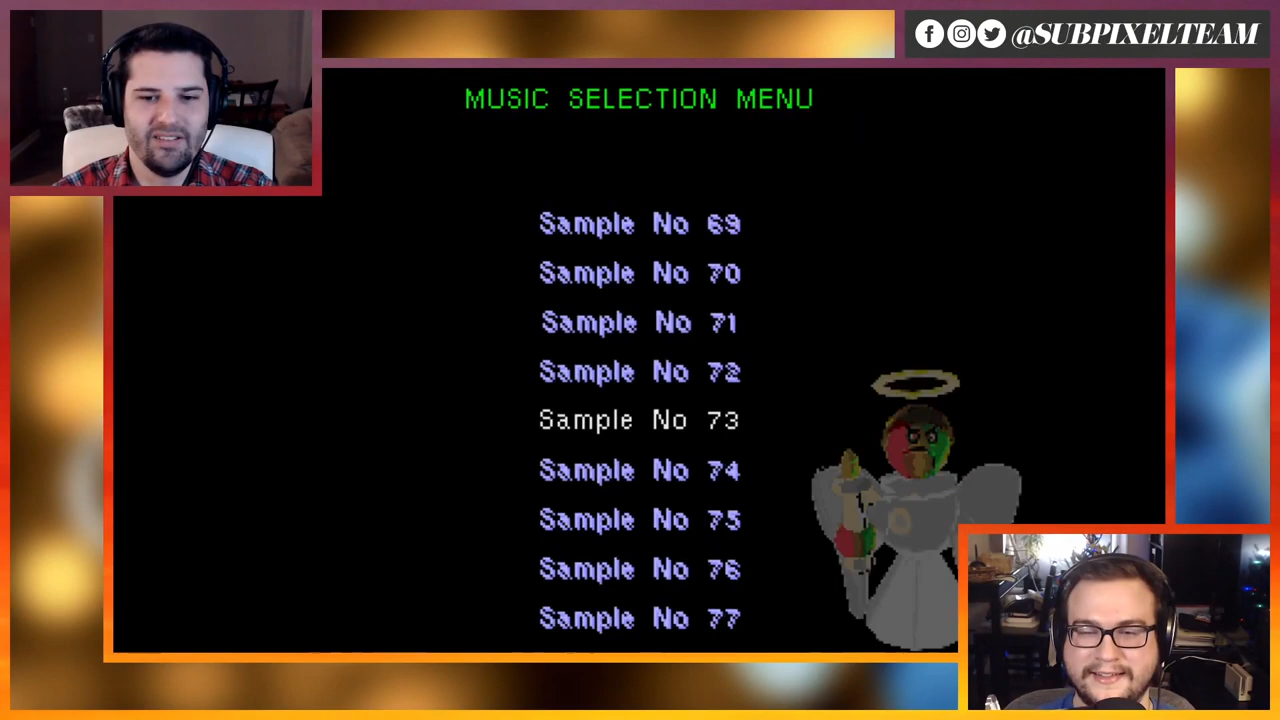 @SUBPIXELTEAM
MUSIC SELECTION MENU
Sample No 69
Sample No 70
Sample No 71
Sample No 72
Sample No 73
Sample No 74
Sample No 75
Sample No 76
Sample No 77